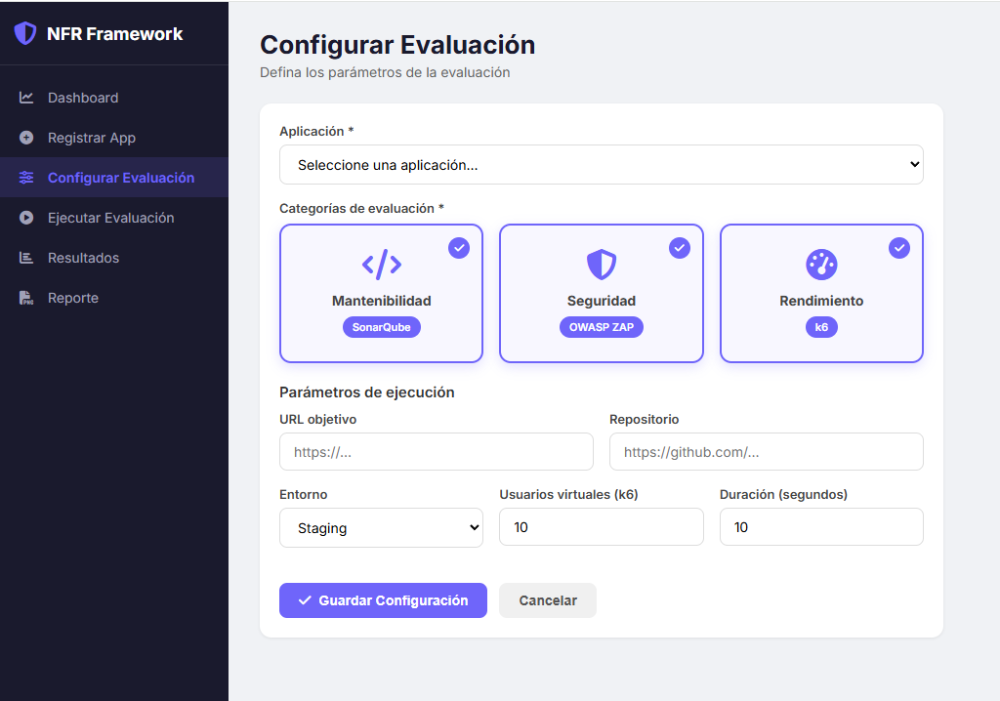 NFR Framework
Dashboard
Registrar App
Configurar Evaluación
Ejecutar Evaluación
Resultados
PNG
Reporte
Configurar Evaluación
Defina los parámetros de la evaluación
Aplicación *
Seleccione una aplicación...
Categorías de evaluación *
Mantenibilidad
SonarQube
Seguridad
OWASP ZAP
Rendimiento
k6
Parámetros de ejecución
URL objetivo
Repositorio
https://...
https://github.com/...
Entorno
Usuarios virtuales (k6)
Duración (segundos)
Staging
10
10
Guardar Configuración
Cancelar